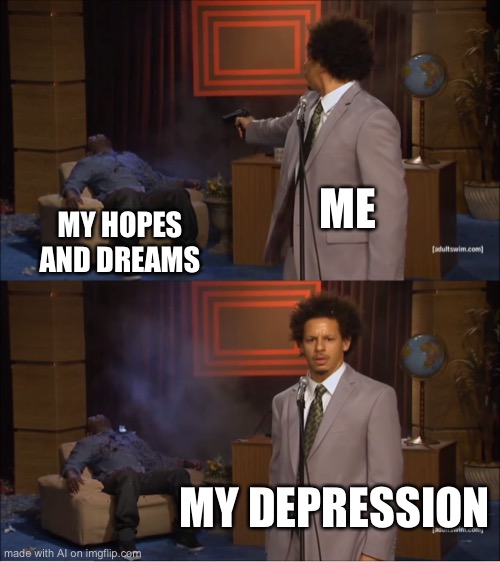 ME
MY HOPES
AND DREAMS
[adultswim.com]
MY DEPRESSION
made with AI on imgflip.com